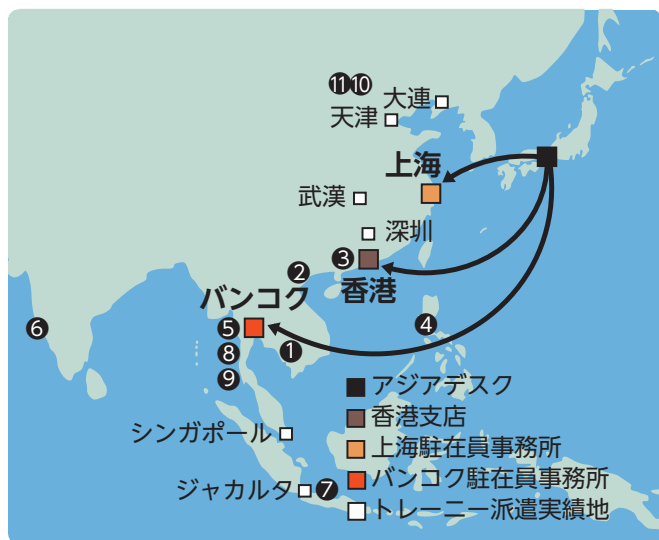 ⓫❿
大連
天津
上海
武漢
深圳
❸
香港
❷
バンコク
❻
❺
❹
❽
❶
❾
シンガポール
ジャカルタ
❼
アジアデスク
香港支店
上海駐在員事務所
バンコク駐在員事務所
トレーニー派遣実績地